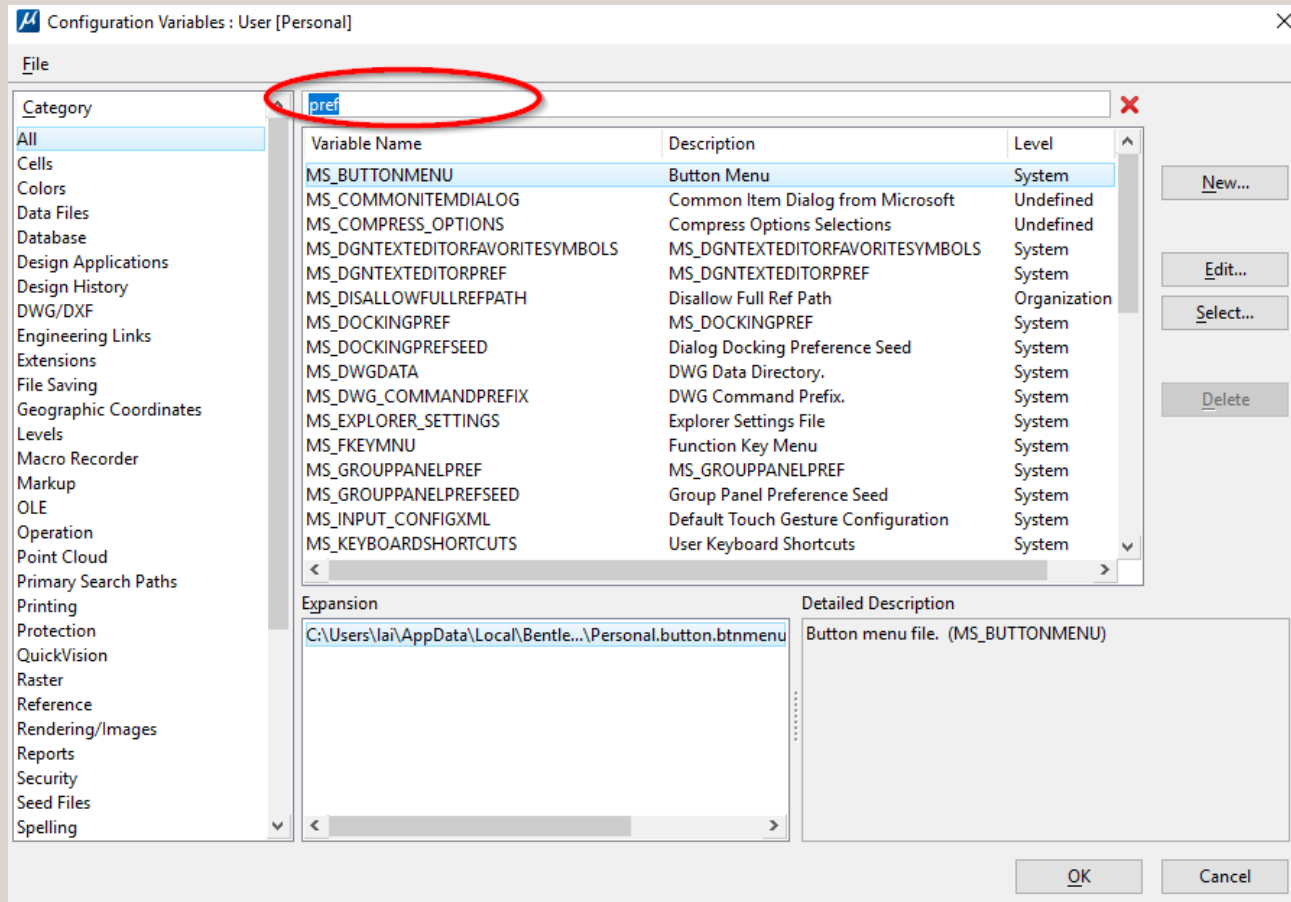 Configuration Variables : User [Personal]
File
Category
All
Cells
Colors
Data Files
Database
Design Applications
Design History
DWG/DXF
Engineering Links
Extensions
File Saving
Geographic Coordinates
Levels
Macro Recorder
Markup
OLE
Operation
Point Cloud
Primary Search Paths
Printing
Protection
QuickVision
Raster
Reference
Rendering/Images
Reports
Security
Seed Files
Spelling
pref
Variable Name Description Level
MS_BUTTONMENU Button Menu System
MS_COMMONITEMDIALOG Common Item Dialog from Microsoft Undefined
MS_COMPRESS_OPTIONS Compress Options Selections Undefined
MS_DGNTEXTEDITORFAVORITESYMBOLS MS_DGNTEXTEDITORFAVORITESYMBOLS System
MS_DGNTEXTEDITORPREF MS_DGNTEXTEDITORPREF System
MS_DISALLOWFULLREFPATH Disallow Full Ref Path Organization
MS_DOCKINGPREF MS_DOCKINGPREF System
MS_DOCKINGPREFSEED Dialog Docking Preference Seed System
MS_DWGDATA DWG Data Directory. System
MS_DWG_COMMANDPREFIX DWG Command Prefix. System
MS_EXPLORER_SETTINGS Explorer Settings File System
MS_FKEYMNU Function Key Menu System
MS_GROUPPANELPREF MS_GROUPPANELPREF System
MS_GROUPPANELPREFSEED Group Panel Preference Seed System
MS_INPUT_CONFIGXML Default Touch Gesture Configuration System
MS_KEYBOARDSHORTCUTS User Keyboard Shortcuts System
New...
Edit...
Select...
Delete
Expansion
C:\Users\lai\AppData\Local\Bentle...\Personal.button.btnmenu
Detailed Description
Button menu file. (MS_BUTTONMENU)
OK
Cancel